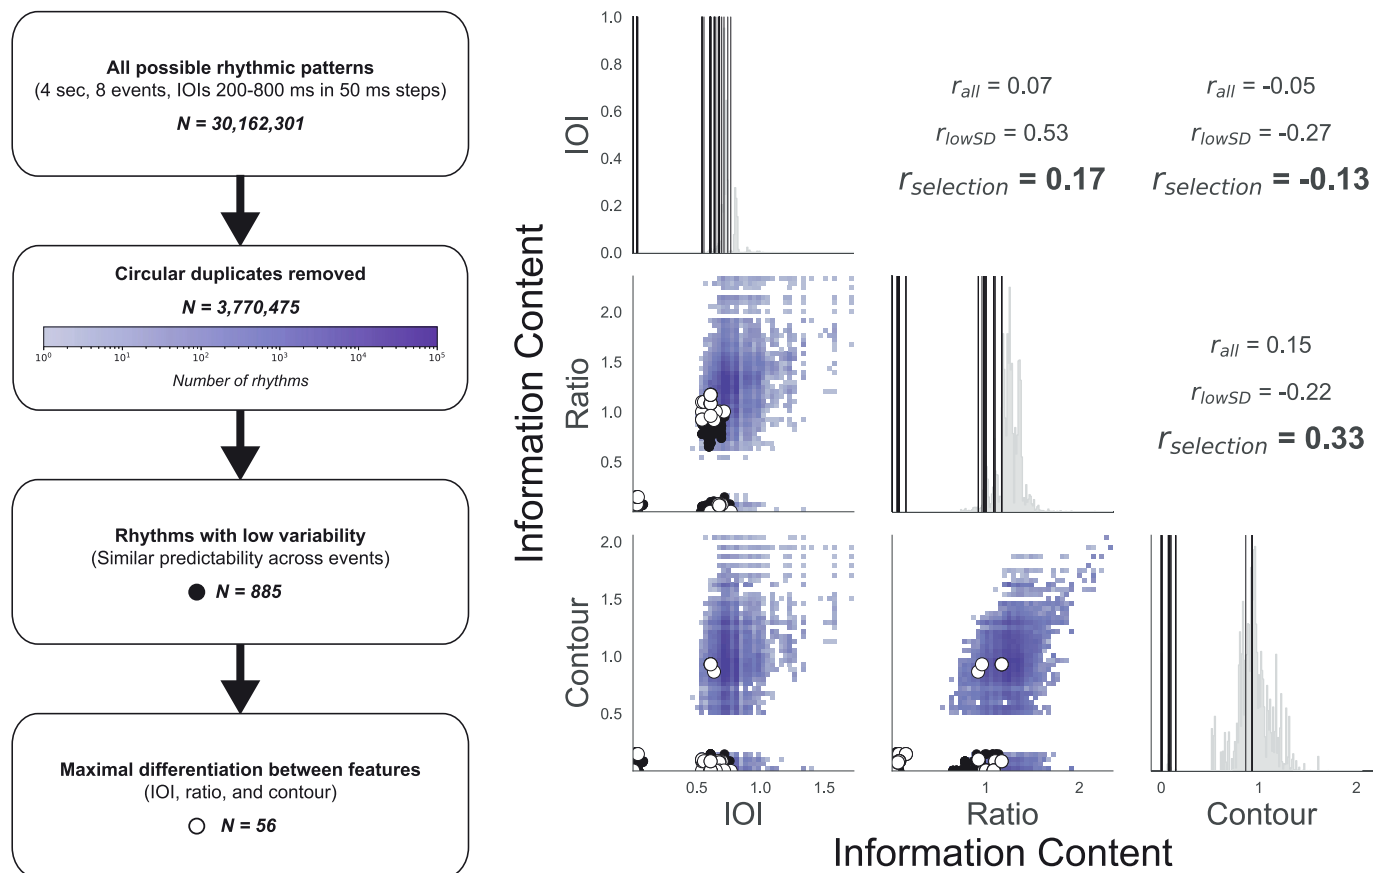 All possible rhythmic patterns
(4 sec, 8 events, IOIs 200-800 ms in 50 ms steps)
N = 30,162,301
Circular duplicates removed
N = 3,770,475
10⁰ 10¹ 10² 10³ 10⁴ 10⁵
Number of rhythms
Rhythms with low variability
(Similar predictability across events)
N = 885
Maximal differentiation between features
(IOI, ratio, and contour)
N = 56
Information Content
IOI
1.0
0.8
0.6
0.4
0.2
0.0
r_all = 0.07
r_lowSD = 0.53
r_selection = 0.17
r_all = -0.05
r_lowSD = -0.27
r_selection = -0.13
Ratio
2.0
1.5
1.0
0.5
r_all = 0.15
r_lowSD = -0.22
r_selection = 0.33
Contour
2.0
1.5
1.0
0.5
0.5 1.0 1.5
IOI
1 2
Ratio
0 1 2
Contour
Information Content